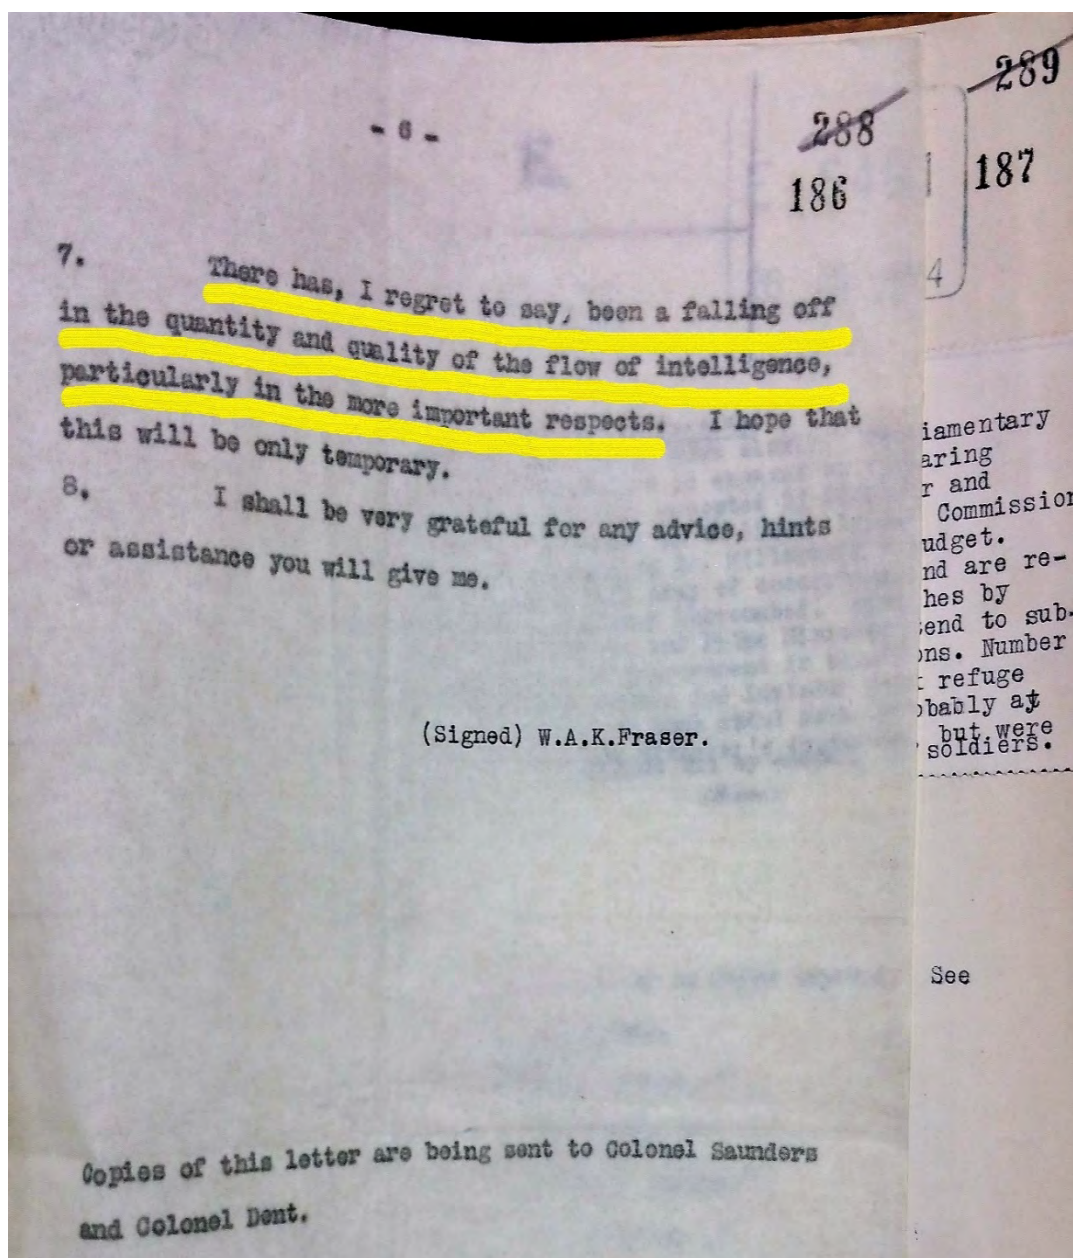 - 6 -
288
186
289
187
4
7. There has, I regret to say, been a falling off
in the quantity and quality of the flow of intelligence,
particularly in the more important respects. I hope that
this will be only temporary.
8. I shall be very grateful for any advice, hints
or assistance you will give me.
(Signed) W.A.K.Fraser.
Copies of this letter are being sent to Colonel Saunders
and Colonel Dent.
iamentary
aring
r and
Commission
udget.
nd are re-
hes by
end to sub-
ons. Number
refuge
obably at
but were
soldiers.
See